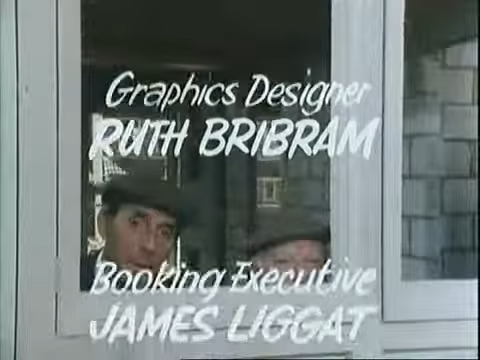 Graphics Designer
RUTH BRIBRAM
Booking Executive
JAMES LIGGAT